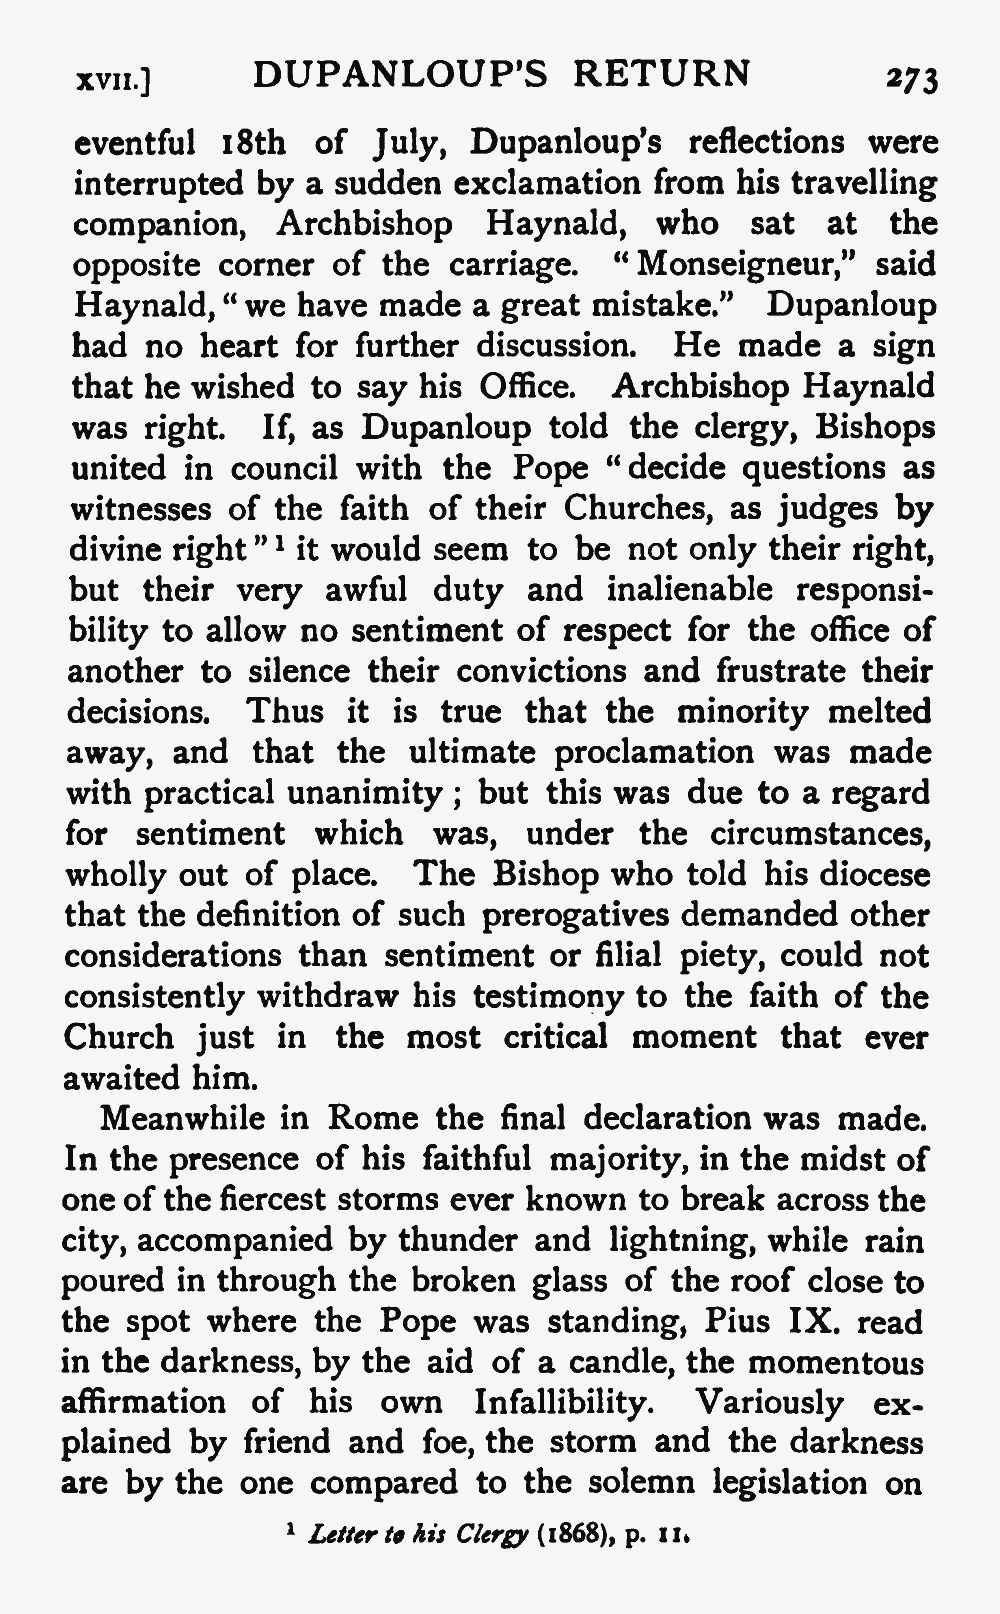 XVII.] DUPANLOUP'S RETURN 273
eventful 18th of July, Dupanloup's reflections were
interrupted by a sudden exclamation from his travelling
companion, Archbishop Haynald, who sat at the
opposite corner of the carriage. “Monseigneur,” said
Haynald, “we have made a great mistake.” Dupanloup
had no heart for further discussion. He made a sign
that he wished to say his Office. Archbishop Haynald
was right. If, as Dupanloup told the clergy, Bishops
united in council with the Pope “decide questions as
witnesses of the faith of their Churches, as judges by
divine right”¹ it would seem to be not only their right,
but their very awful duty and inalienable responsi-
bility to allow no sentiment of respect for the office of
another to silence their convictions and frustrate their
decisions. Thus it is true that the minority melted
away, and that the ultimate proclamation was made
with practical unanimity; but this was due to a regard
for sentiment which was, under the circumstances,
wholly out of place. The Bishop who told his diocese
that the definition of such prerogatives demanded other
considerations than sentiment or filial piety, could not
consistently withdraw his testimony to the faith of the
Church just in the most critical moment that ever
awaited him.
Meanwhile in Rome the final declaration was made.
In the presence of his faithful majority, in the midst of
one of the fiercest storms ever known to break across the
city, accompanied by thunder and lightning, while rain
poured in through the broken glass of the roof close to
the spot where the Pope was standing, Pius IX. read
in the darkness, by the aid of a candle, the momentous
affirmation of his own Infallibility. Variously ex-
plained by friend and foe, the storm and the darkness
are by the one compared to the solemn legislation on
¹ Letter to his Clergy (1868), p. 11.